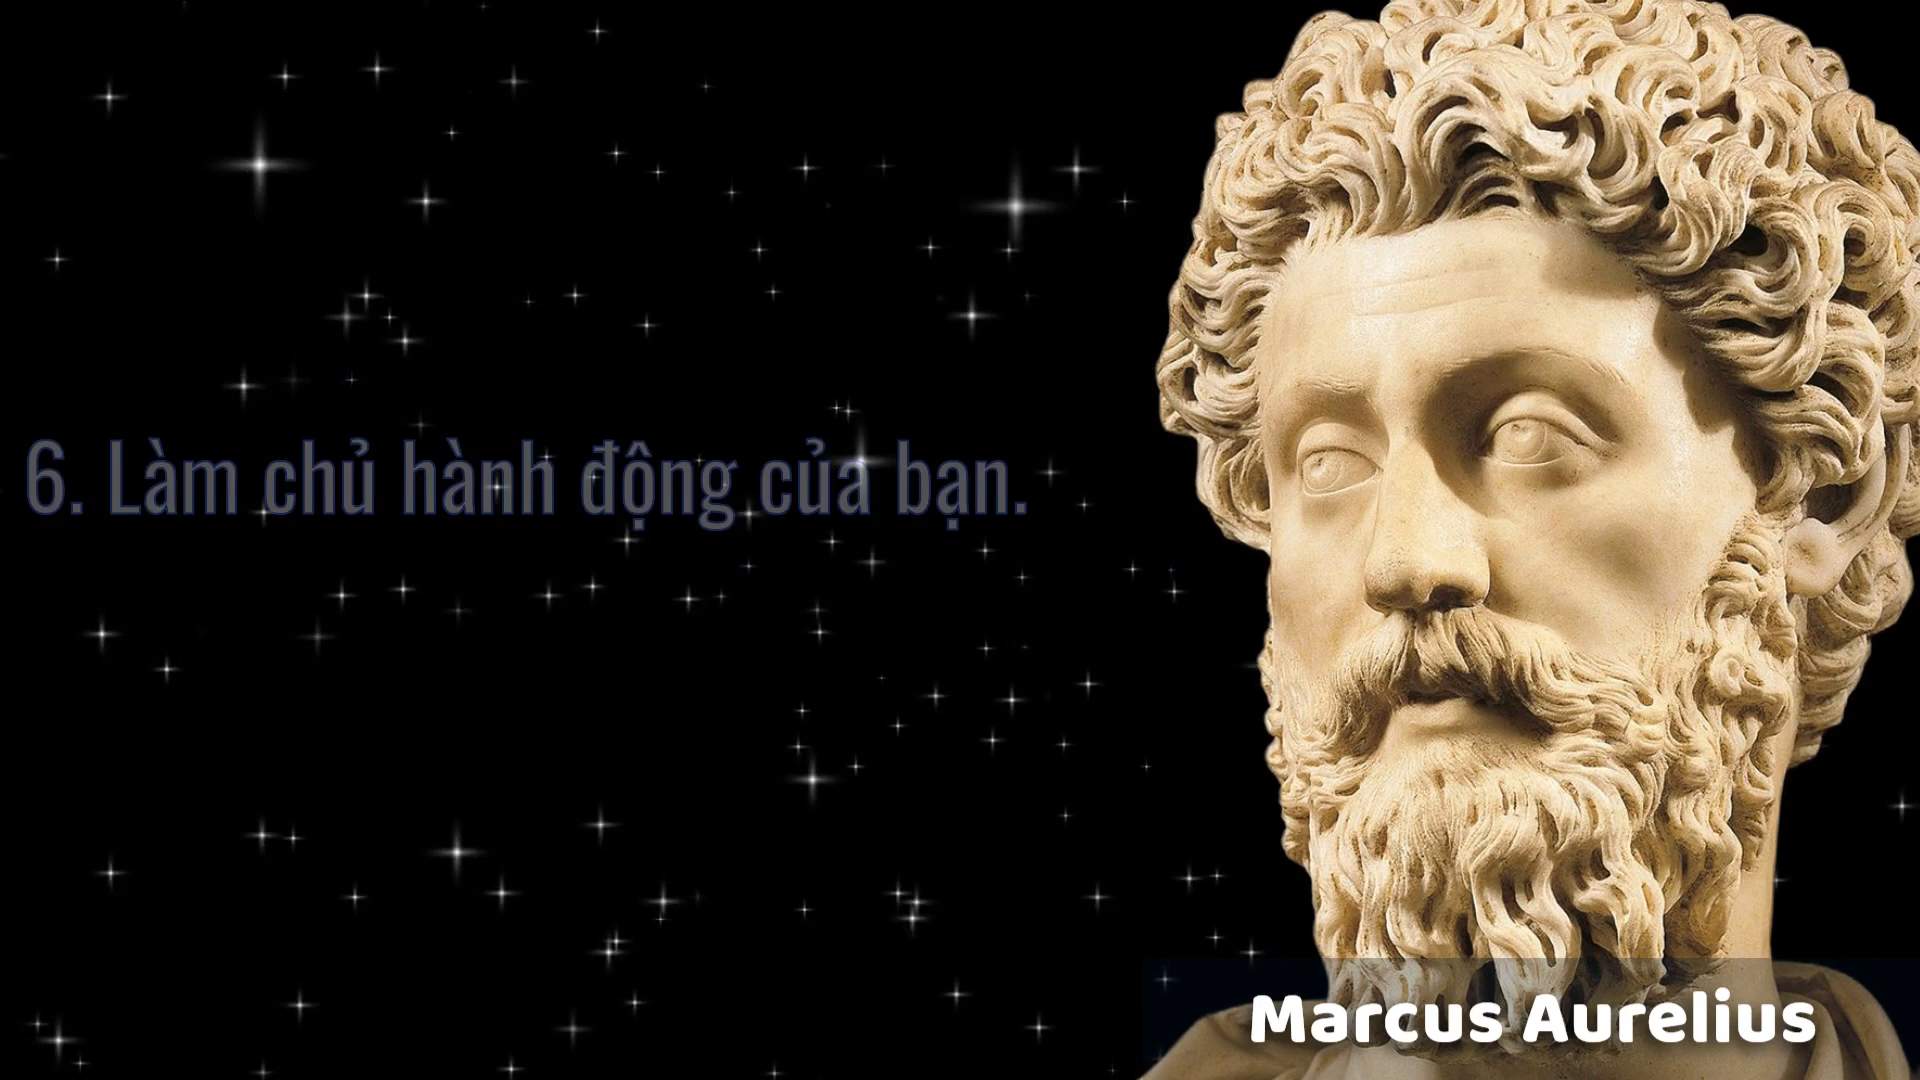 6. Làm chủ hành động của bạn.
Marcus Aurelius